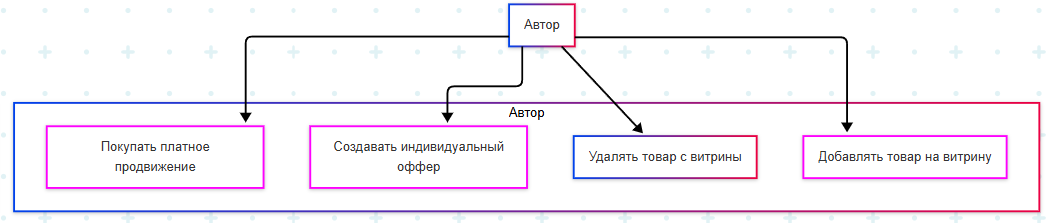 Автор
Автор
Покупать платное
продвижение
Создавать индивидуальный
оффер
Удалять товар с витрины
Добавлять товар на витрину